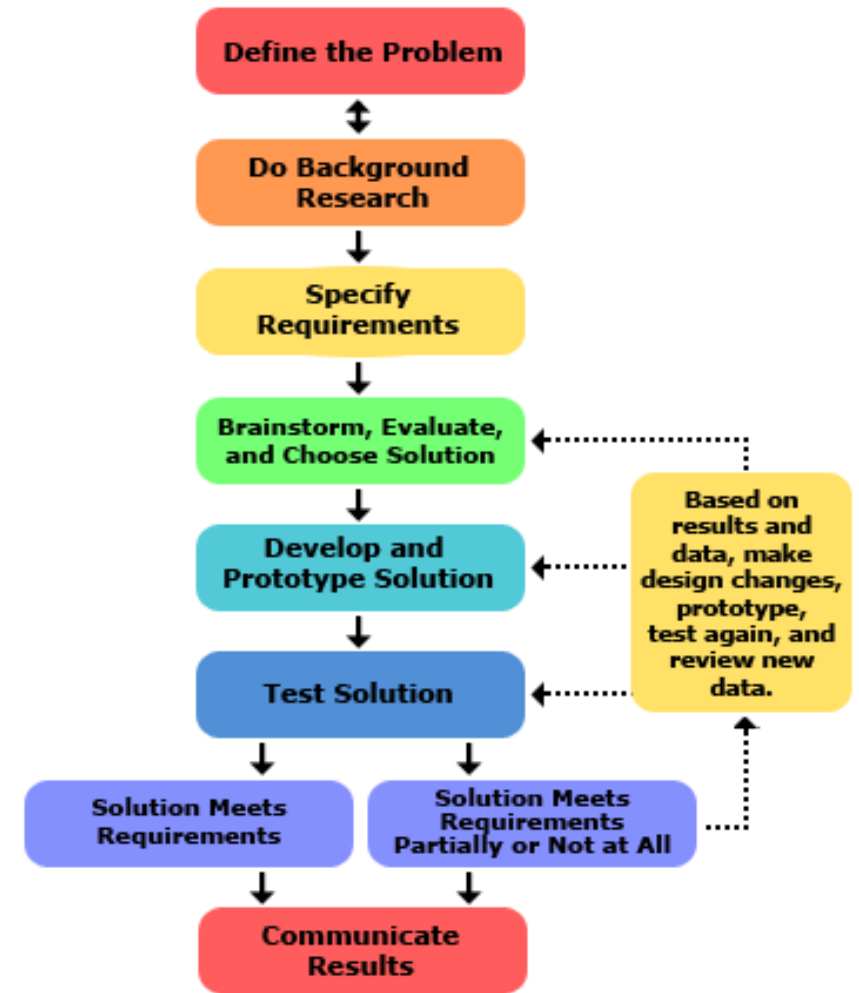 Define the Problem
Do Background
Research
Specify
Requirements
Brainstorm, Evaluate,
and Choose Solution
Develop and
Prototype Solution
Test Solution
Based on
results and
data, make
design changes,
prototype,
test again, and
review new
data.
Solution Meets
Requirements
Solution Meets
Requirements
Partially or Not at All
Communicate
Results